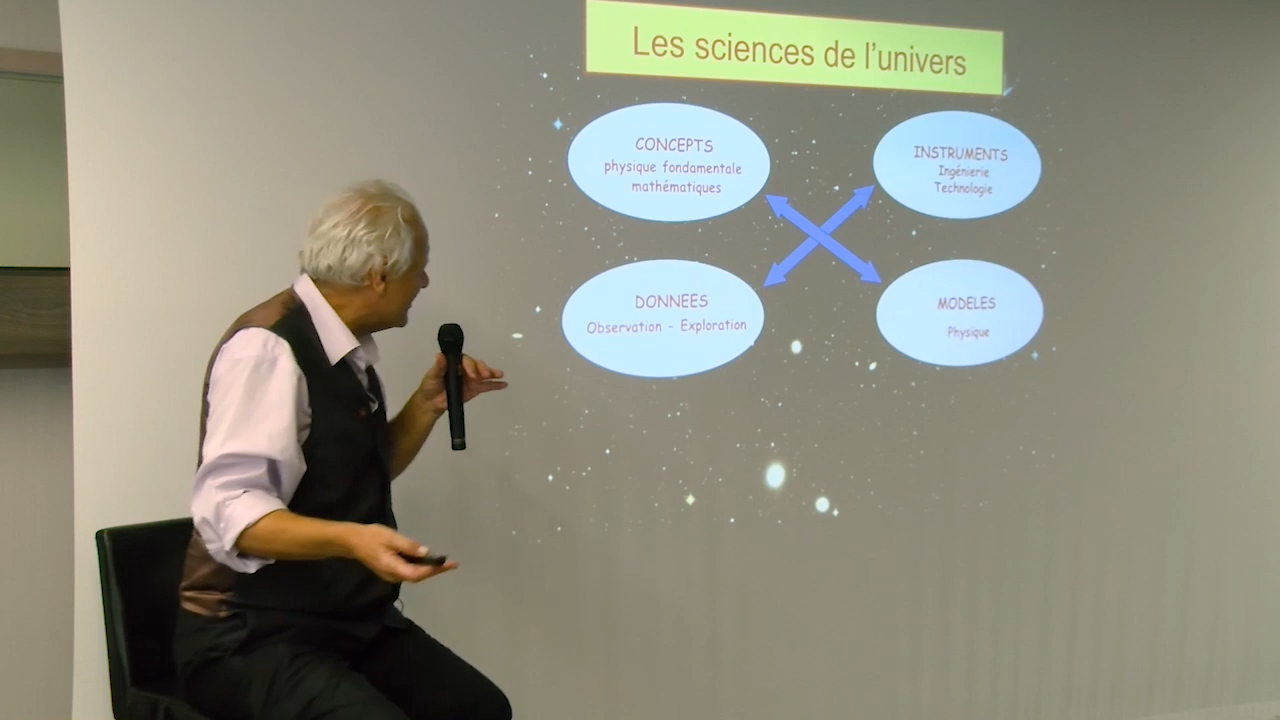 Les sciences de l'univers
CONCEPTS
physique fondamentale
mathématiques
INSTRUMENTS
Ingénierie
Technologie
DONNEES
Observation - Exploration
MODELES
Physique